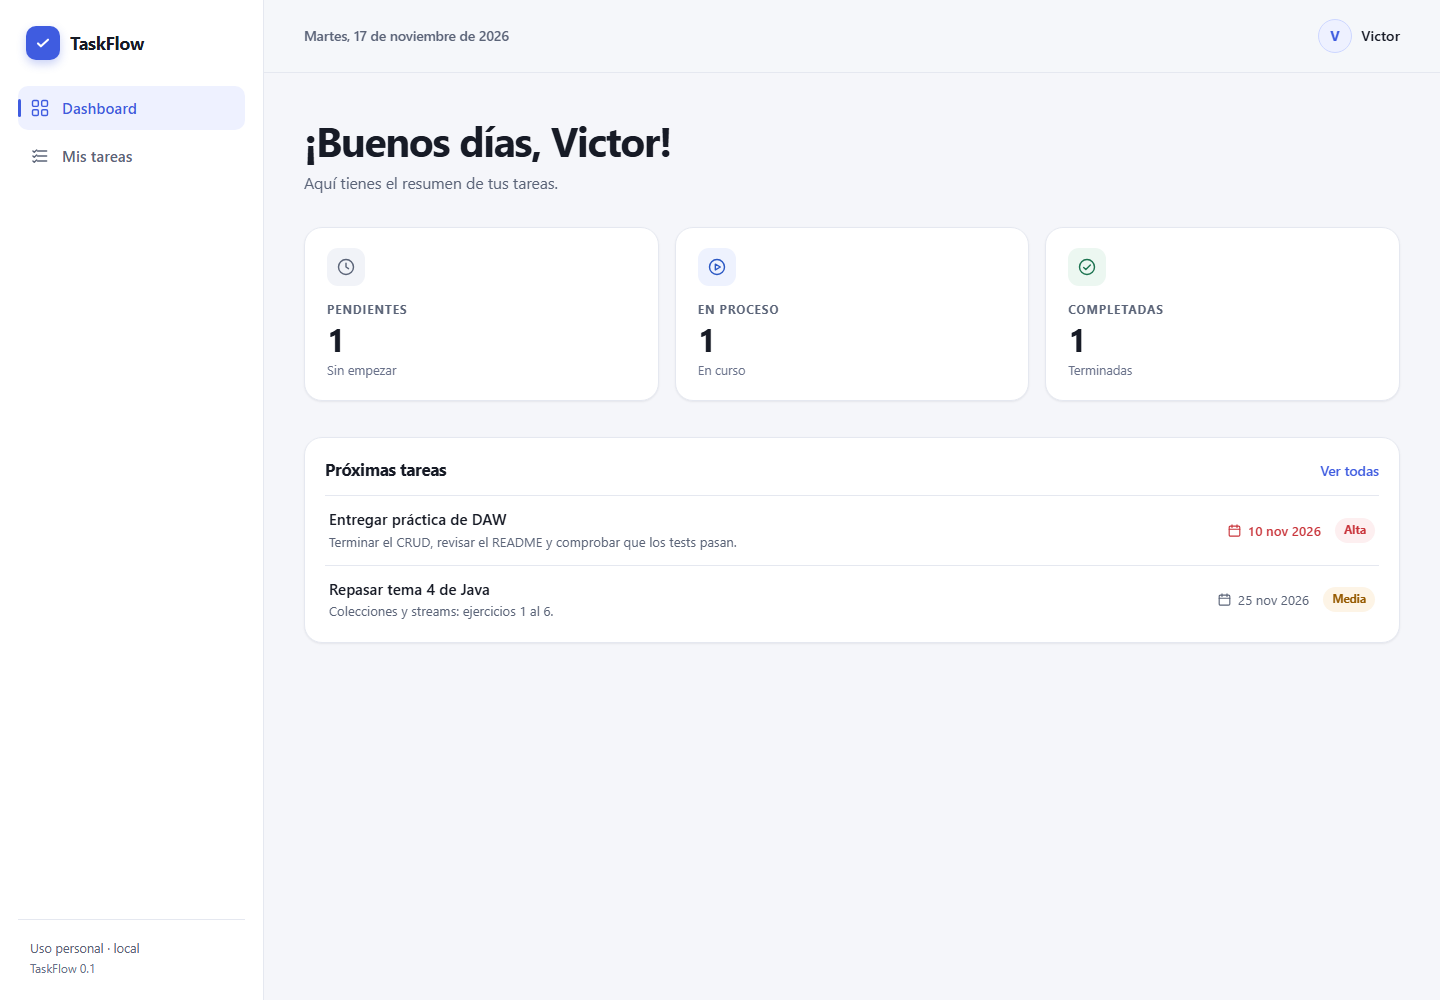 TaskFlow
Dashboard
Mis tareas
Uso personal · local
TaskFlow 0.1
Martes, 17 de noviembre de 2026
V
Victor
¡Buenos días, Victor!
Aquí tienes el resumen de tus tareas.
PENDIENTES
1
Sin empezar
EN PROCESO
1
En curso
COMPLETADAS
1
Terminadas
Próximas tareas
Ver todas
Entregar práctica de DAW
Terminar el CRUD, revisar el README y comprobar que los tests pasan.
10 nov 2026
Alta
Repasar tema 4 de Java
Colecciones y streams: ejercicios 1 al 6.
25 nov 2026
Media